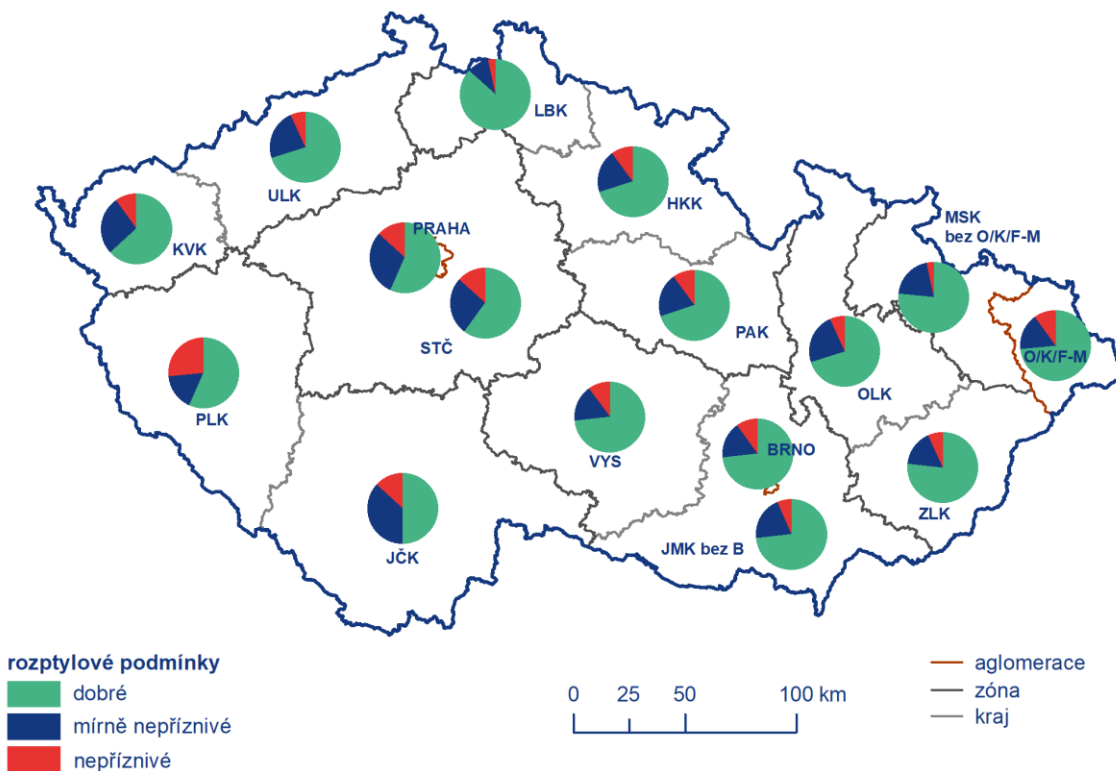 LBK
ULK
HKK
KVK
PRAHA
MSK
bez O/K/F-M
STČ
PAK
O/K/F-M
OLK
PLK
VYS
BRNO
ZLK
JČK
JMK bez B
rozptylové podmínky
dobré
mírně nepříznivé
nepříznivé
0 25 50 100 km
aglomerace
zóna
kraj